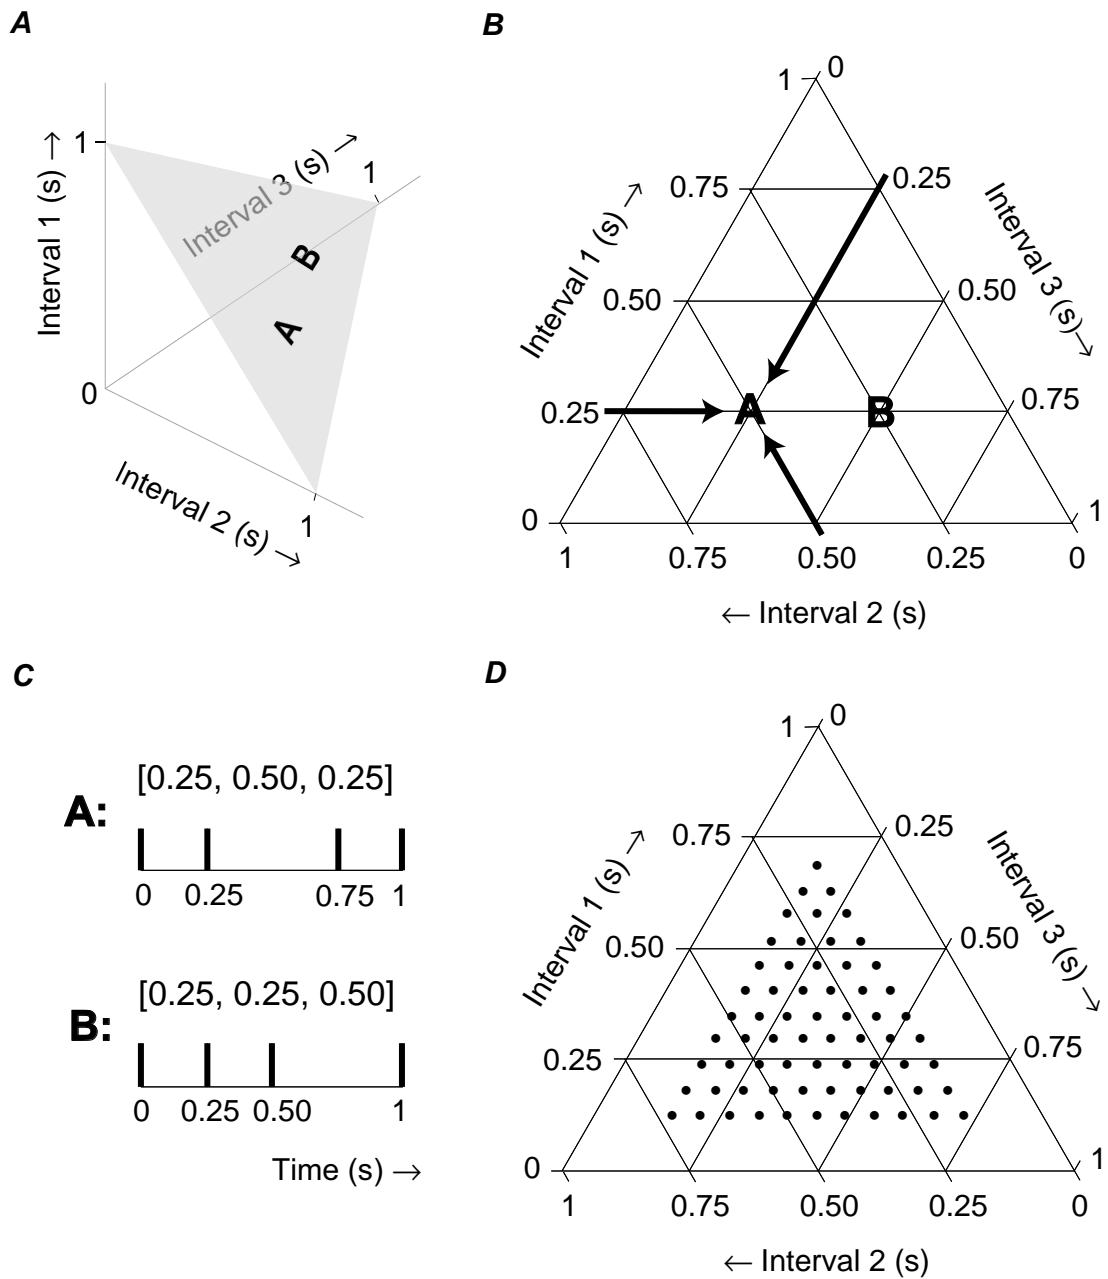 A
Interval 1 (s) →
1
Interval 3 (s) →
1
B
A
0
Interval 2 (s) →
1
B
1
0
0.75
0.25
Interval 1 (s) →
Interval 3 (s) →
0.50
0.50
0.25
A
B
0.75
0
1
1
0.75
0.50
0.25
0
← Interval 2 (s)
C
[0.25, 0.50, 0.25]
A:
0 0.25 0.75 1
[0.25, 0.25, 0.50]
B:
0 0.25 0.50 1
Time (s) →
D
1
0
0.75
0.25
Interval 1 (s) →
Interval 3 (s) →
0.50
0.50
0.25
0.75
0
1
1
0.75
0.50
0.25
0
← Interval 2 (s)